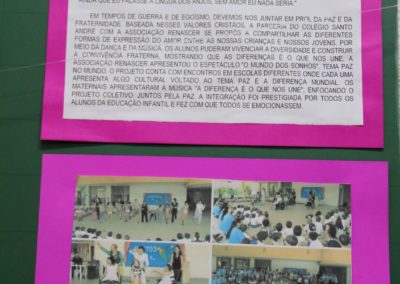 AINDA QUE EU FALASSE A LÍNGUA DOS ANJOS, SEM AMOR EU NADA SERIA."
EM TEMPOS DE GUERRA E DE EGOÍSMO, DEVEMOS NOS JUNTAR EM PROL DA PAZ E DA
FRATERNIDADE. BASEADA NESSES VALORES CRISTÃOS, A PARCERIA DO COLÉGIO SANTO
ANDRÉ COM A ASSOCIAÇÃO RENASCER SE PROPÔS A COMPARTILHAR AS DIFERENTES
FORMAS DE EXPRESSÃO DO AMOR ENTRE AS NOSSAS CRIANÇAS E NOSSOS JOVENS. POR
MEIO DA DANÇA E DA MÚSICA, OS ALUNOS PUDERAM VIVENCIAR A DIVERSIDADE E CONSTRUIR
A CONVIVÊNCIA FRATERNA, MOSTRANDO QUE AS DIFERENÇAS É O QUE NOS UNE. A
ASSOCIAÇÃO RENASCER APRESENTOU O ESPETÁCULO "O MUNDO DOS SONHOS", TEMA PAZ
NO MUNDO. O PROJETO CONTA COM ENCONTROS EM ESCOLAS DIFERENTES ONDE CADA UMA
APRESENTA ALGO CULTURAL VOLTADO AO TEMA PAZ E A DIFERENÇA MUNDIAL. OS
MATERNAIS APRESENTARAM A MÚSICA "A DIFERENÇA É O QUE NOS UNE", ENFOCANDO O
PROJETO COLETIVO: JUNTOS PELA PAZ. A INTEGRAÇÃO FOI PRESTIGIADA POR TODOS OS
ALUNOS DA EDUCAÇÃO INFANTIL E FEZ COM QUE TODOS SE EMOCIONASSEM.